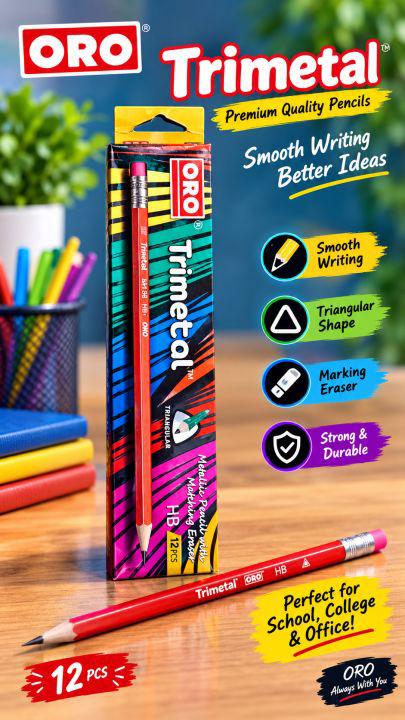 ORO®
Trimetal™
Premium Quality Pencils
Smooth Writing
Better Ideas
ORO®
Trimetal™
Trimetal
HB
ORO
TRIANGULAR
Metallic Pencil with
Matching Eraser
HB
12 PCS
Smooth
Writing
Triangular
Shape
Marking
Eraser
Strong &
Durable
Trimetal ORO HB
Perfect for
School, College
& Office!
12 PCS
ORO
Always With You